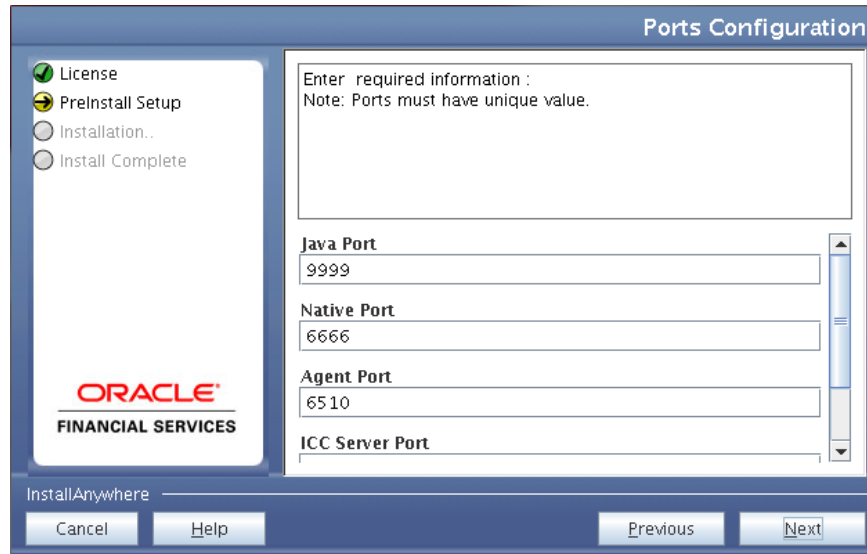 Ports Configuration
License
PreInstall Setup
Installation..
Install Complete
ORACLE®
FINANCIAL SERVICES
Enter required information :
Note: Ports must have unique value.
Java Port
9999
Native Port
6666
Agent Port
6510
ICC Server Port
InstallAnywhere
Cancel
Help
Previous
Next